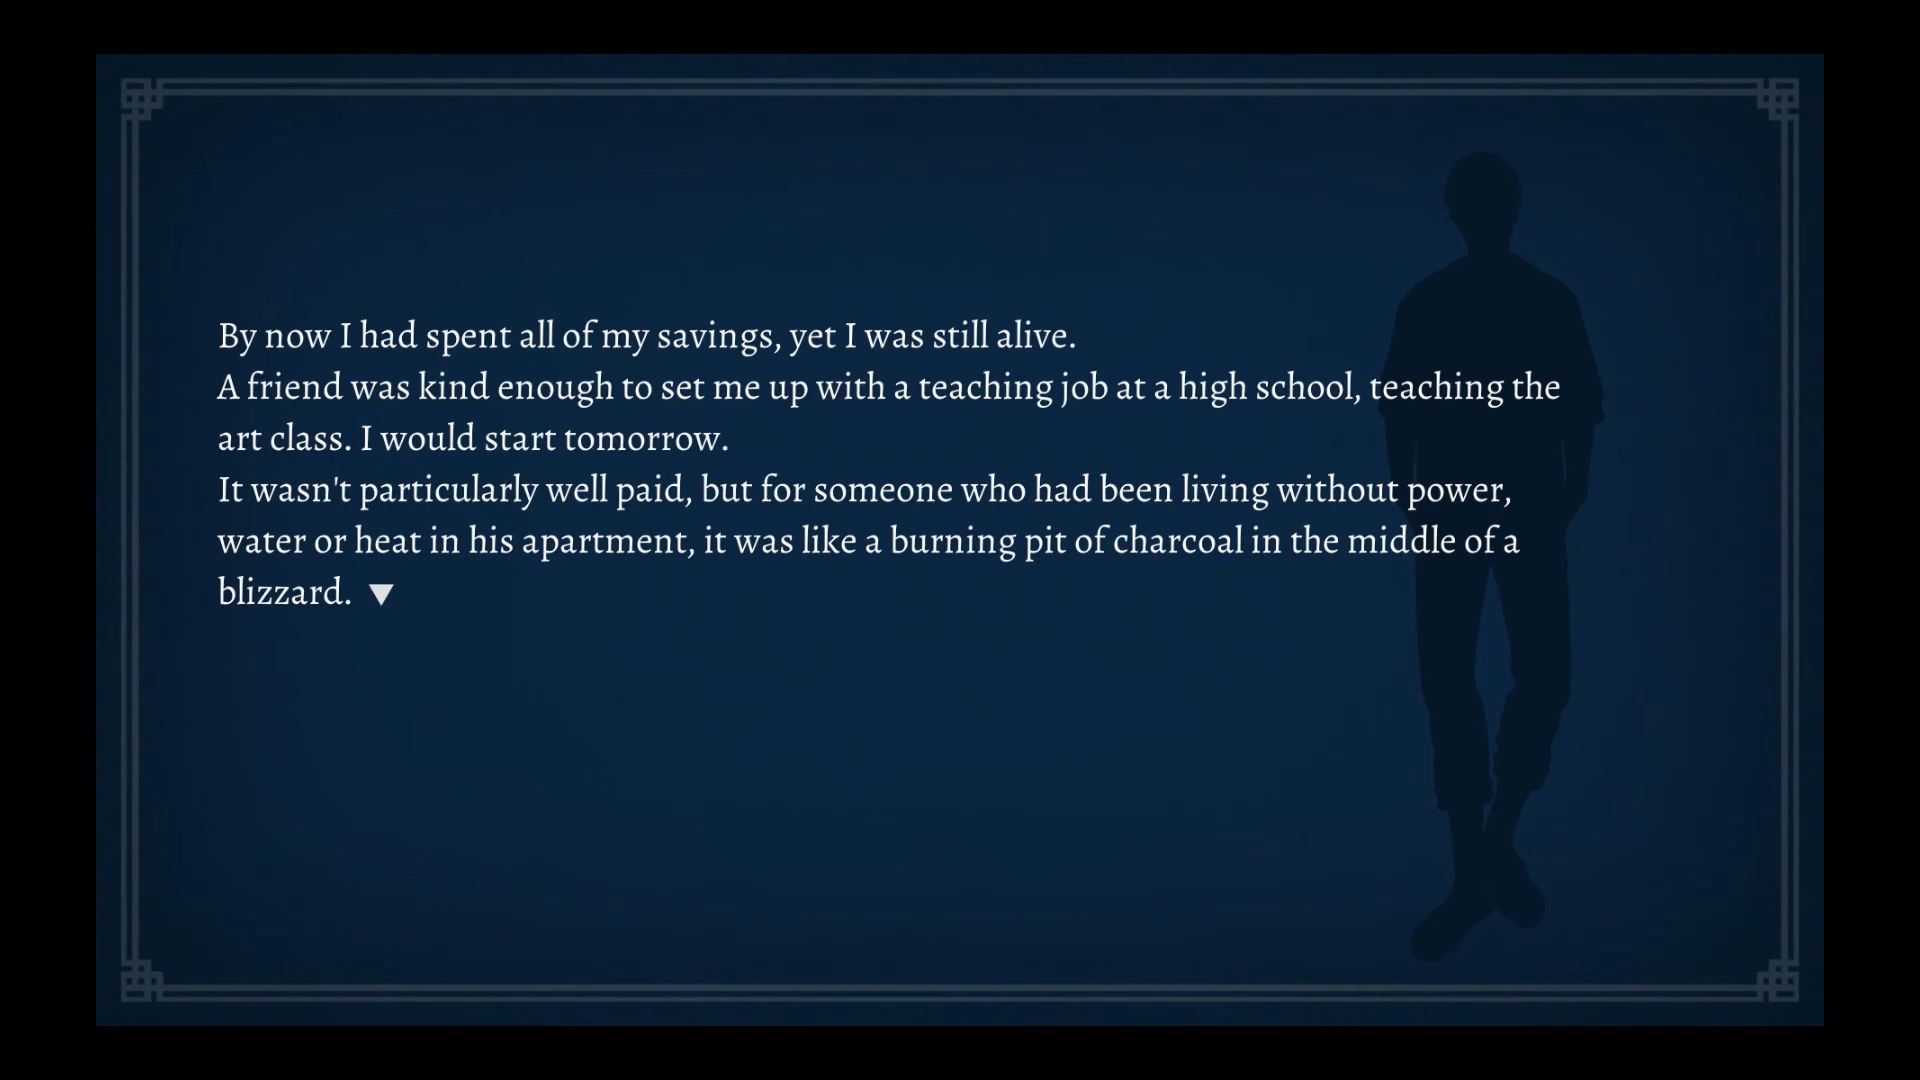 By now I had spent all of my savings, yet I was still alive.
A friend was kind enough to set me up with a teaching job at a high school, teaching the
art class. I would start tomorrow.
It wasn't particularly well paid, but for someone who had been living without power,
water or heat in his apartment, it was like a burning pit of charcoal in the middle of a
blizzard.